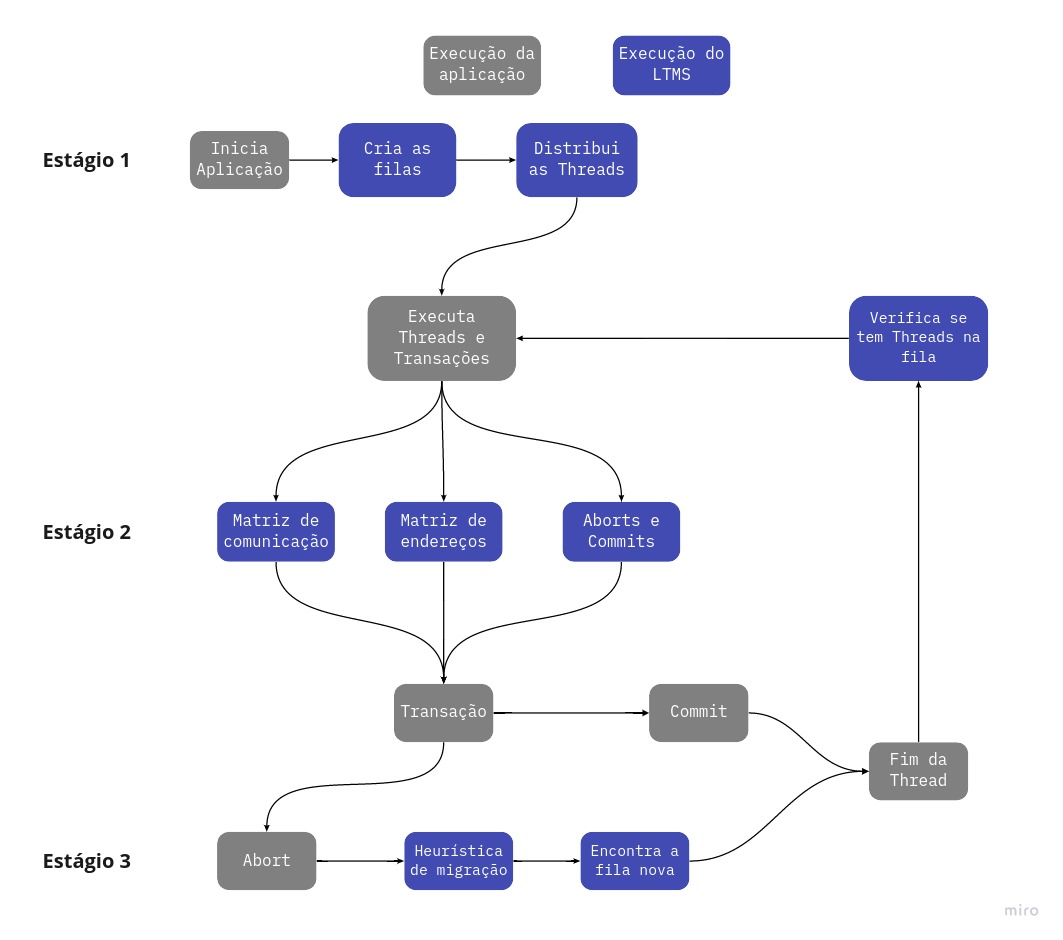 Execução da
aplicação
Execução do
LTMS
Estágio 1
Inicia
Aplicação
Cria as
filas
Distribui
as Threads
Executa
Threads e
Transações
Verifica se
tem Threads na
fila
Estágio 2
Matriz de
comunicação
Matriz de
endereços
Aborts e
Commits
Transação
Commit
Fim da
Thread
Estágio 3
Abort
Heurística
de migração
Encontra a
fila nova
miro